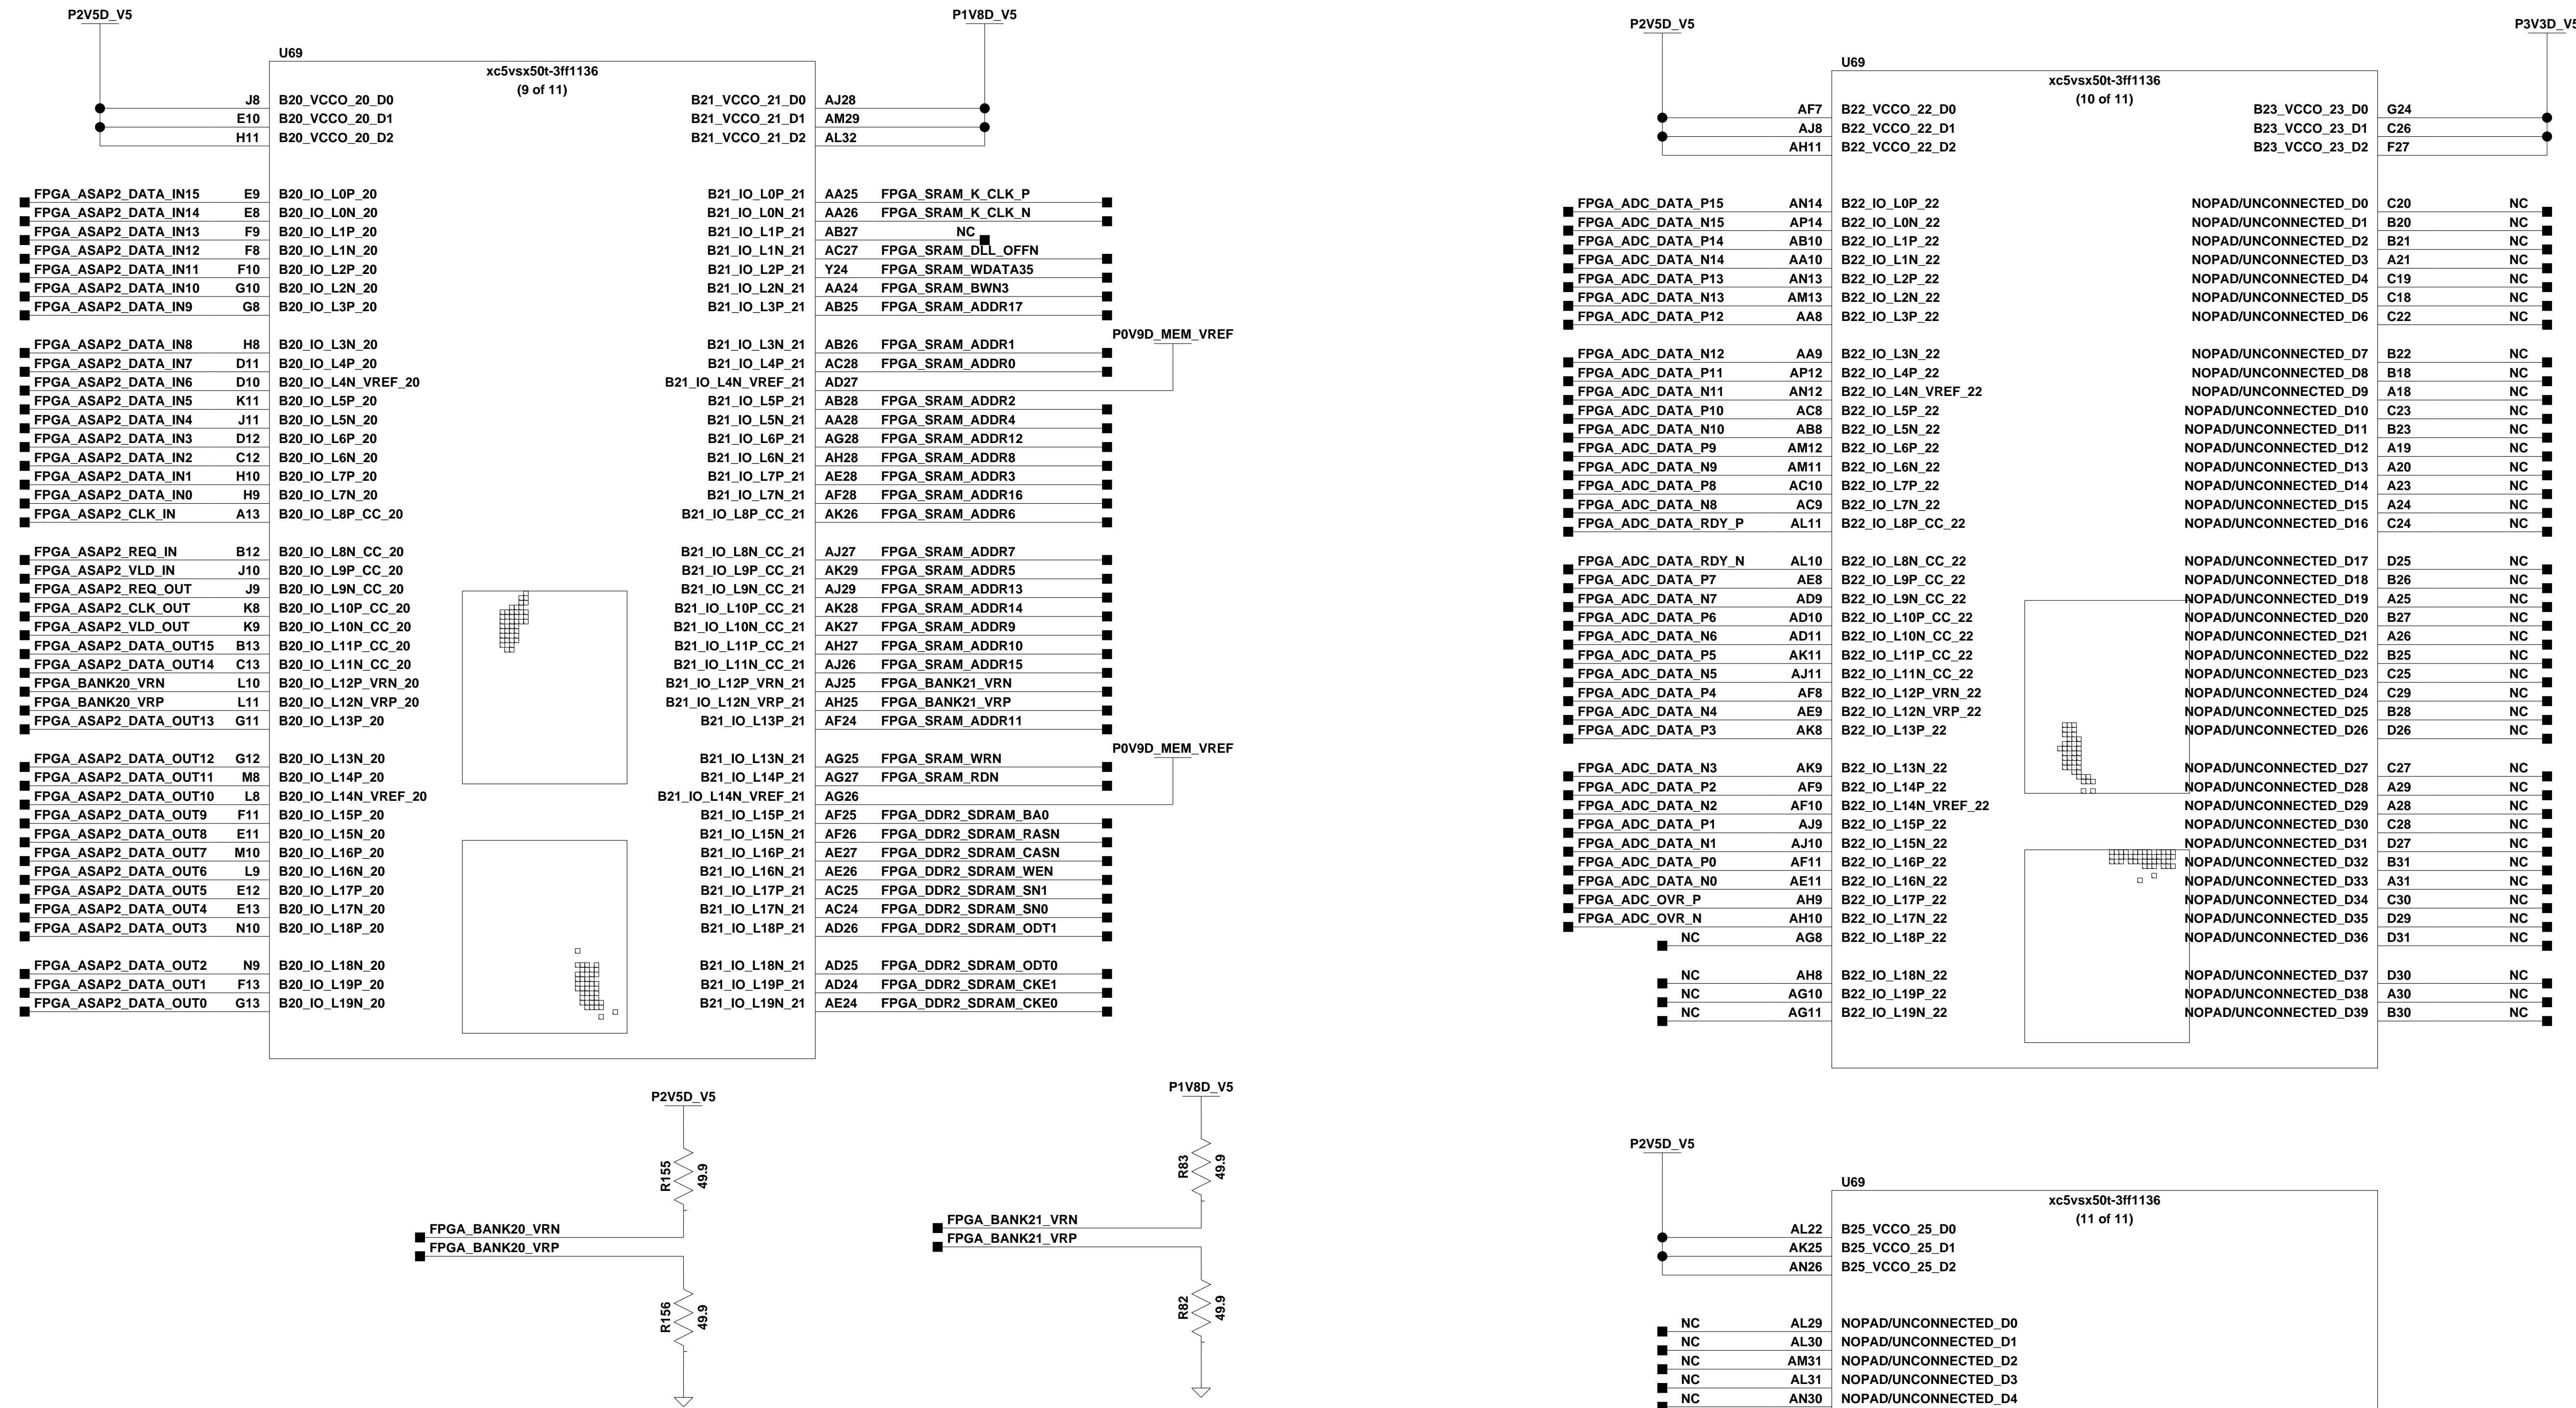 P2V5D_V5
P1V8D_V5
U69
xc5vsx50t-3ff1136
(9 of 11)
J8 B20_VCCO_20_D0 B21_VCCO_21_D0 AJ28
E10 B20_VCCO_20_D1 B21_VCCO_21_D1 AM29
H11 B20_VCCO_20_D2 B21_VCCO_21_D2 AL32
FPGA_ASAP2_DATA_IN15 E9 B20_IO_L0P_20 B21_IO_L0P_21 AA25 FPGA_SRAM_K_CLK_P
FPGA_ASAP2_DATA_IN14 E8 B20_IO_L0N_20 B21_IO_L0N_21 AA26 FPGA_SRAM_K_CLK_N
FPGA_ASAP2_DATA_IN13 F9 B20_IO_L1P_20 B21_IO_L1P_21 AB27 NC
FPGA_ASAP2_DATA_IN12 F8 B20_IO_L1N_20 B21_IO_L1N_21 AC27 FPGA_SRAM_DLL_OFFN
FPGA_ASAP2_DATA_IN11 F10 B20_IO_L2P_20 B21_IO_L2P_21 Y24 FPGA_SRAM_WDATA35
FPGA_ASAP2_DATA_IN10 G10 B20_IO_L2N_20 B21_IO_L2N_21 AA24 FPGA_SRAM_BWN3
FPGA_ASAP2_DATA_IN9 G8 B20_IO_L3P_20 B21_IO_L3P_21 AB25 FPGA_SRAM_ADDR17
P0V9D_MEM_VREF
FPGA_ASAP2_DATA_IN8 H8 B20_IO_L3N_20 B21_IO_L3N_21 AB26 FPGA_SRAM_ADDR1
FPGA_ASAP2_DATA_IN7 D11 B20_IO_L4P_20 B21_IO_L4P_21 AC28 FPGA_SRAM_ADDR0
FPGA_ASAP2_DATA_IN6 D10 B20_IO_L4N_VREF_20 B21_IO_L4N_VREF_21 AD27
FPGA_ASAP2_DATA_IN5 K11 B20_IO_L5P_20 B21_IO_L5P_21 AB28 FPGA_SRAM_ADDR2
FPGA_ASAP2_DATA_IN4 J11 B20_IO_L5N_20 B21_IO_L5N_21 AA28 FPGA_SRAM_ADDR4
FPGA_ASAP2_DATA_IN3 D12 B20_IO_L6P_20 B21_IO_L6P_21 AG28 FPGA_SRAM_ADDR12
FPGA_ASAP2_DATA_IN2 C12 B20_IO_L6N_20 B21_IO_L6N_21 AH28 FPGA_SRAM_ADDR8
FPGA_ASAP2_DATA_IN1 H10 B20_IO_L7P_20 B21_IO_L7P_21 AE28 FPGA_SRAM_ADDR3
FPGA_ASAP2_DATA_IN0 H9 B20_IO_L7N_20 B21_IO_L7N_21 AF28 FPGA_SRAM_ADDR16
FPGA_ASAP2_CLK_IN A13 B20_IO_L8P_CC_20 B21_IO_L8P_CC_21 AK26 FPGA_SRAM_ADDR6
FPGA_ASAP2_REQ_IN B12 B20_IO_L8N_CC_20 B21_IO_L8N_CC_21 AJ27 FPGA_SRAM_ADDR7
FPGA_ASAP2_VLD_IN J10 B20_IO_L9P_CC_20 B21_IO_L9P_CC_21 AK29 FPGA_SRAM_ADDR5
FPGA_ASAP2_REQ_OUT J9 B20_IO_L9N_CC_20 B21_IO_L9N_CC_21 AJ29 FPGA_SRAM_ADDR13
FPGA_ASAP2_CLK_OUT K8 B20_IO_L10P_CC_20 B21_IO_L10P_CC_21 AK28 FPGA_SRAM_ADDR14
FPGA_ASAP2_VLD_OUT K9 B20_IO_L10N_CC_20 B21_IO_L10N_CC_21 AK27 FPGA_SRAM_ADDR9
FPGA_ASAP2_DATA_OUT15 B13 B20_IO_L11P_CC_20 B21_IO_L11P_CC_21 AH27 FPGA_SRAM_ADDR10
FPGA_ASAP2_DATA_OUT14 C13 B20_IO_L11N_CC_20 B21_IO_L11N_CC_21 AJ26 FPGA_SRAM_ADDR15
FPGA_BANK20_VRN L10 B20_IO_L12P_VRN_20 B21_IO_L12P_VRN_21 AJ25 FPGA_BANK21_VRN
FPGA_BANK20_VRP L11 B20_IO_L12N_VRP_20 B21_IO_L12N_VRP_21 AH25 FPGA_BANK21_VRP
FPGA_ASAP2_DATA_OUT13 G11 B20_IO_L13P_20 B21_IO_L13P_21 AF24 FPGA_SRAM_ADDR11
P0V9D_MEM_VREF
FPGA_ASAP2_DATA_OUT12 G12 B20_IO_L13N_20 B21_IO_L13N_21 AG25 FPGA_SRAM_WRN
FPGA_ASAP2_DATA_OUT11 M8 B20_IO_L14P_20 B21_IO_L14P_21 AG27 FPGA_SRAM_RDN
FPGA_ASAP2_DATA_OUT10 L8 B20_IO_L14N_VREF_20 B21_IO_L14N_VREF_21 AG26
FPGA_ASAP2_DATA_OUT9 F11 B20_IO_L15P_20 B21_IO_L15P_21 AF25 FPGA_DDR2_SDRAM_BA0
FPGA_ASAP2_DATA_OUT8 E11 B20_IO_L15N_20 B21_IO_L15N_21 AF26 FPGA_DDR2_SDRAM_RASN
FPGA_ASAP2_DATA_OUT7 M10 B20_IO_L16P_20 B21_IO_L16P_21 AE27 FPGA_DDR2_SDRAM_CASN
FPGA_ASAP2_DATA_OUT6 L9 B20_IO_L16N_20 B21_IO_L16N_21 AE26 FPGA_DDR2_SDRAM_WEN
FPGA_ASAP2_DATA_OUT5 E12 B20_IO_L17P_20 B21_IO_L17P_21 AC25 FPGA_DDR2_SDRAM_SN1
FPGA_ASAP2_DATA_OUT4 E13 B20_IO_L17N_20 B21_IO_L17N_21 AC24 FPGA_DDR2_SDRAM_SN0
FPGA_ASAP2_DATA_OUT3 N10 B20_IO_L18P_20 B21_IO_L18P_21 AD26 FPGA_DDR2_SDRAM_ODT1
FPGA_ASAP2_DATA_OUT2 N9 B20_IO_L18N_20 B21_IO_L18N_21 AD25 FPGA_DDR2_SDRAM_ODT0
FPGA_ASAP2_DATA_OUT1 F13 B20_IO_L19P_20 B21_IO_L19P_21 AD24 FPGA_DDR2_SDRAM_CKE1
FPGA_ASAP2_DATA_OUT0 G13 B20_IO_L19N_20 B21_IO_L19N_21 AE24 FPGA_DDR2_SDRAM_CKE0
P2V5D_V5
R155
49.9
FPGA_BANK20_VRN
FPGA_BANK20_VRP
R156
49.9
P1V8D_V5
R83
49.9
FPGA_BANK21_VRN
FPGA_BANK21_VRP
R82
49.9
P2V5D_V5
P3V3D_V5
U69
xc5vsx50t-3ff1136
(10 of 11)
AF7 B22_VCCO_22_D0 B23_VCCO_23_D0 G24
AJ8 B22_VCCO_22_D1 B23_VCCO_23_D1 C26
AH11 B22_VCCO_22_D2 B23_VCCO_23_D2 F27
FPGA_ADC_DATA_P15 AN14 B22_IO_L0P_22 NOPAD/UNCONNECTED_D0 C20 NC
FPGA_ADC_DATA_N15 AP14 B22_IO_L0N_22 NOPAD/UNCONNECTED_D1 B20 NC
FPGA_ADC_DATA_P14 AB10 B22_IO_L1P_22 NOPAD/UNCONNECTED_D2 B21 NC
FPGA_ADC_DATA_N14 AA10 B22_IO_L1N_22 NOPAD/UNCONNECTED_D3 A21 NC
FPGA_ADC_DATA_P13 AN13 B22_IO_L2P_22 NOPAD/UNCONNECTED_D4 C19 NC
FPGA_ADC_DATA_N13 AM13 B22_IO_L2N_22 NOPAD/UNCONNECTED_D5 C18 NC
FPGA_ADC_DATA_P12 AA8 B22_IO_L3P_22 NOPAD/UNCONNECTED_D6 C22 NC
FPGA_ADC_DATA_N12 AA9 B22_IO_L3N_22 NOPAD/UNCONNECTED_D7 B22 NC
FPGA_ADC_DATA_P11 AP12 B22_IO_L4P_22 NOPAD/UNCONNECTED_D8 B18 NC
FPGA_ADC_DATA_N11 AN12 B22_IO_L4N_VREF_22 NOPAD/UNCONNECTED_D9 A18 NC
FPGA_ADC_DATA_P10 AC8 B22_IO_L5P_22 NOPAD/UNCONNECTED_D10 C23 NC
FPGA_ADC_DATA_N10 AB8 B22_IO_L5N_22 NOPAD/UNCONNECTED_D11 B23 NC
FPGA_ADC_DATA_P9 AM12 B22_IO_L6P_22 NOPAD/UNCONNECTED_D12 A19 NC
FPGA_ADC_DATA_N9 AM11 B22_IO_L6N_22 NOPAD/UNCONNECTED_D13 A20 NC
FPGA_ADC_DATA_P8 AC10 B22_IO_L7P_22 NOPAD/UNCONNECTED_D14 A23 NC
FPGA_ADC_DATA_N8 AC9 B22_IO_L7N_22 NOPAD/UNCONNECTED_D15 A24 NC
FPGA_ADC_DATA_RDY_P AL11 B22_IO_L8P_CC_22 NOPAD/UNCONNECTED_D16 C24 NC
FPGA_ADC_DATA_RDY_N AL10 B22_IO_L8N_CC_22 NOPAD/UNCONNECTED_D17 D25 NC
FPGA_ADC_DATA_P7 AE8 B22_IO_L9P_CC_22 NOPAD/UNCONNECTED_D18 B26 NC
FPGA_ADC_DATA_N7 AD9 B22_IO_L9N_CC_22 NOPAD/UNCONNECTED_D19 A25 NC
FPGA_ADC_DATA_P6 AD10 B22_IO_L10P_CC_22 NOPAD/UNCONNECTED_D20 B27 NC
FPGA_ADC_DATA_N6 AD11 B22_IO_L10N_CC_22 NOPAD/UNCONNECTED_D21 A26 NC
FPGA_ADC_DATA_P5 AK11 B22_IO_L11P_CC_22 NOPAD/UNCONNECTED_D22 B25 NC
FPGA_ADC_DATA_N5 AJ11 B22_IO_L11N_CC_22 NOPAD/UNCONNECTED_D23 C25 NC
FPGA_ADC_DATA_P4 AF8 B22_IO_L12P_VRN_22 NOPAD/UNCONNECTED_D24 C29 NC
FPGA_ADC_DATA_N4 AE9 B22_IO_L12N_VRP_22 NOPAD/UNCONNECTED_D25 B28 NC
FPGA_ADC_DATA_P3 AK8 B22_IO_L13P_22 NOPAD/UNCONNECTED_D26 D26 NC
FPGA_ADC_DATA_N3 AK9 B22_IO_L13N_22 NOPAD/UNCONNECTED_D27 C27 NC
FPGA_ADC_DATA_P2 AF9 B22_IO_L14P_22 NOPAD/UNCONNECTED_D28 A29 NC
FPGA_ADC_DATA_N2 AF10 B22_IO_L14N_VREF_22 NOPAD/UNCONNECTED_D29 A28 NC
FPGA_ADC_DATA_P1 AJ9 B22_IO_L15P_22 NOPAD/UNCONNECTED_D30 C28 NC
FPGA_ADC_DATA_N1 AJ10 B22_IO_L15N_22 NOPAD/UNCONNECTED_D31 D27 NC
FPGA_ADC_DATA_P0 AF11 B22_IO_L16P_22 NOPAD/UNCONNECTED_D32 B31 NC
FPGA_ADC_DATA_N0 AE11 B22_IO_L16N_22 NOPAD/UNCONNECTED_D33 A31 NC
FPGA_ADC_OVR_P AH9 B22_IO_L17P_22 NOPAD/UNCONNECTED_D34 C30 NC
FPGA_ADC_OVR_N AH10 B22_IO_L17N_22 NOPAD/UNCONNECTED_D35 D29 NC
NC AG8 B22_IO_L18P_22 NOPAD/UNCONNECTED_D36 D31 NC
NC AH8 B22_IO_L18N_22 NOPAD/UNCONNECTED_D37 D30 NC
NC AG10 B22_IO_L19P_22 NOPAD/UNCONNECTED_D38 A30 NC
NC AG11 B22_IO_L19N_22 NOPAD/UNCONNECTED_D39 B30 NC
P2V5D_V5
U69
xc5vsx50t-3ff1136
(11 of 11)
AL22 B25_VCCO_25_D0
AK25 B25_VCCO_25_D1
AN26 B25_VCCO_25_D2
NC AL29 NOPAD/UNCONNECTED_D0
NC AL30 NOPAD/UNCONNECTED_D1
NC AM31 NOPAD/UNCONNECTED_D2
NC AL31 NOPAD/UNCONNECTED_D3
NC AN30 NOPAD/UNCONNECTED_D4